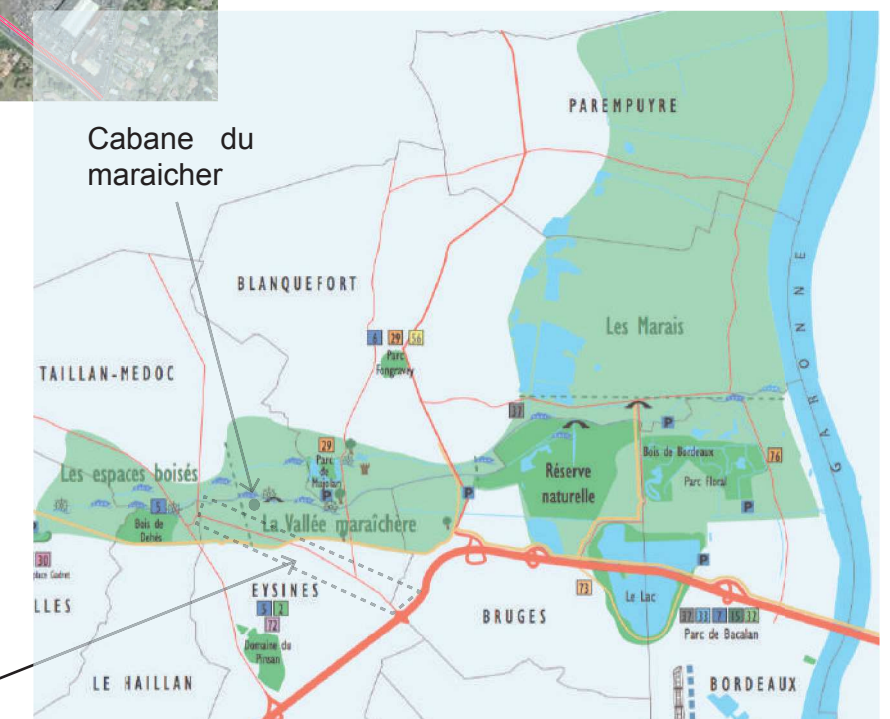 Cabane du
maraicher
PAREMPUYRE
BLANQUEFORT
Les Marais
GARONNE
6 29 56
Parc
Fongravey
TAILLAN-MEDOC
37
P
29
Parc
de
Majolan
P
Les espaces boisés
5
Bois de
Dehés
La Vallée maraîchère
P
Réserve
naturelle
Bois de Bordeaux
Parc Floral
76
P
P
30
EYSINES
5 2
72
Domaine du
Pinsan
73
Le Lac
BRUGES
32 33 7 15 32
Parc de Bacalan
LLES
LE HAILLAN
BORDEAUX